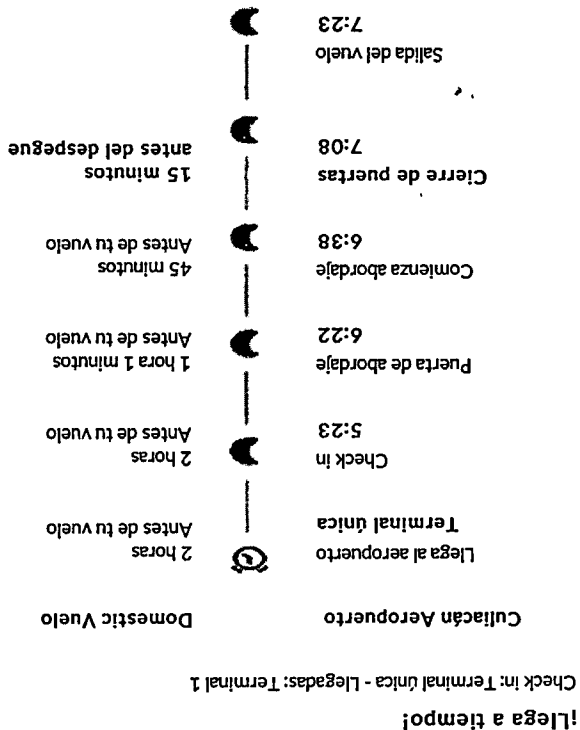 ¡Llega a tiempo!
Check in: Terminal única - Llegadas: Terminal 1
Culiacán Aeropuerto
Domestic Vuelo
Llega al aeropuerto
Terminal única
2 horas
Antes de tu vuelo
Check in
5:23
2 horas
Antes de tu vuelo
Puerta de abordaje
6:22
1 hora 1 minutos
Antes de tu vuelo
Comienza abordaje
6:38
45 minutos
Antes de tu vuelo
Cierre de puertas
7:08
15 minutos
antes del despegue
Salida del vuelo
7:23